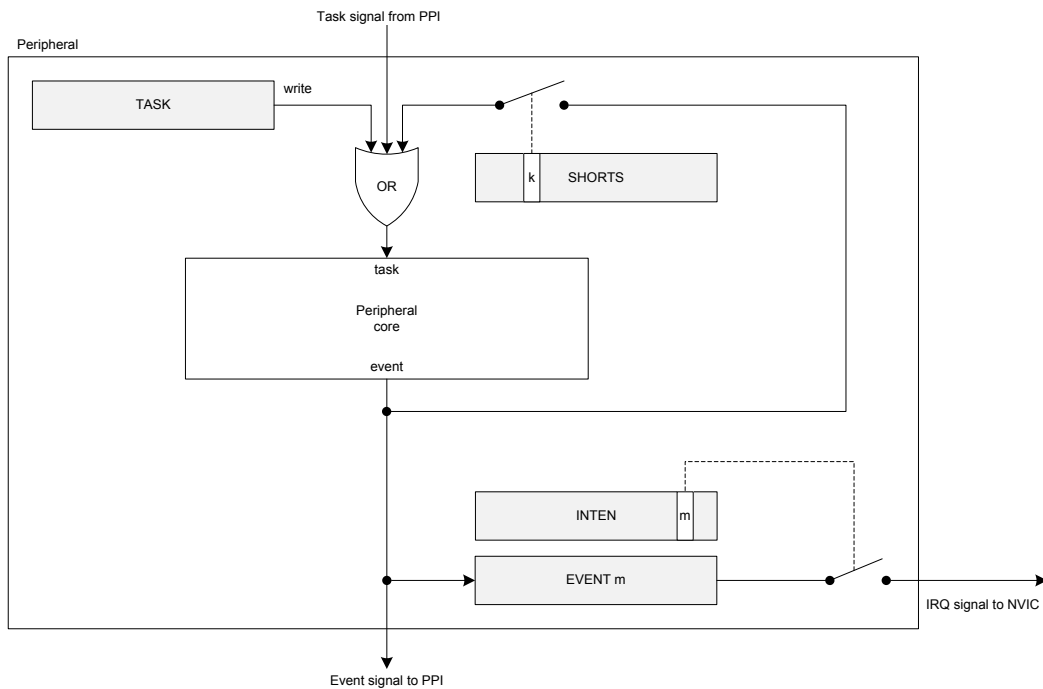 Task signal from PPI
Peripheral
write
TASK
OR
k
SHORTS
task
Peripheral
core
event
INTEN
m
EVENT m
IRQ signal to NVIC
Event signal to PPI